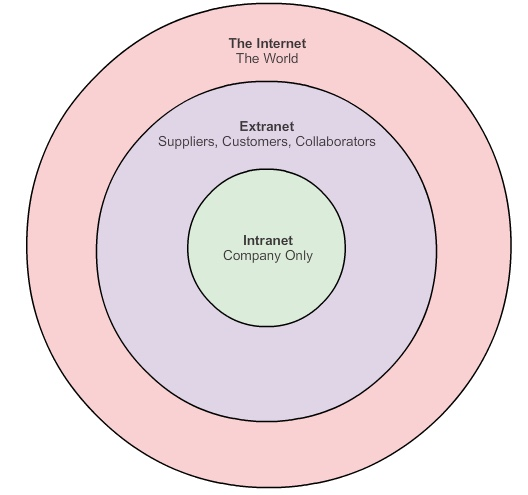 The Internet
The World
Extranet
Suppliers, Customers, Collaborators
Intranet
Company Only